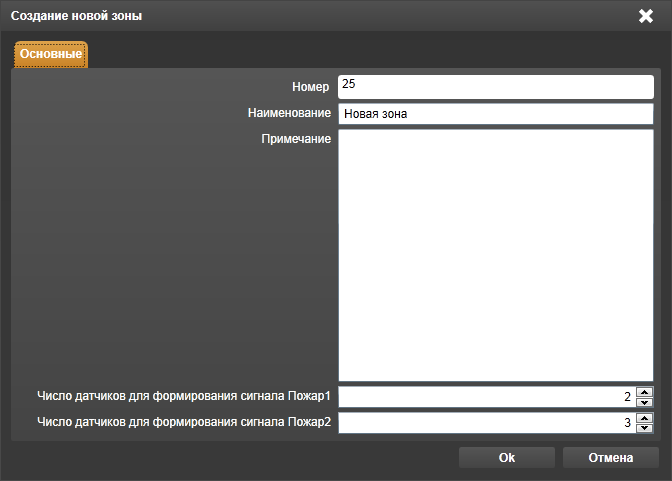 Создание новой зоны
Основные
Номер 25
Наименование Новая зона
Примечание
Число датчиков для формирования сигнала Пожар1 2
Число датчиков для формирования сигнала Пожар2 3
Ok Отмена